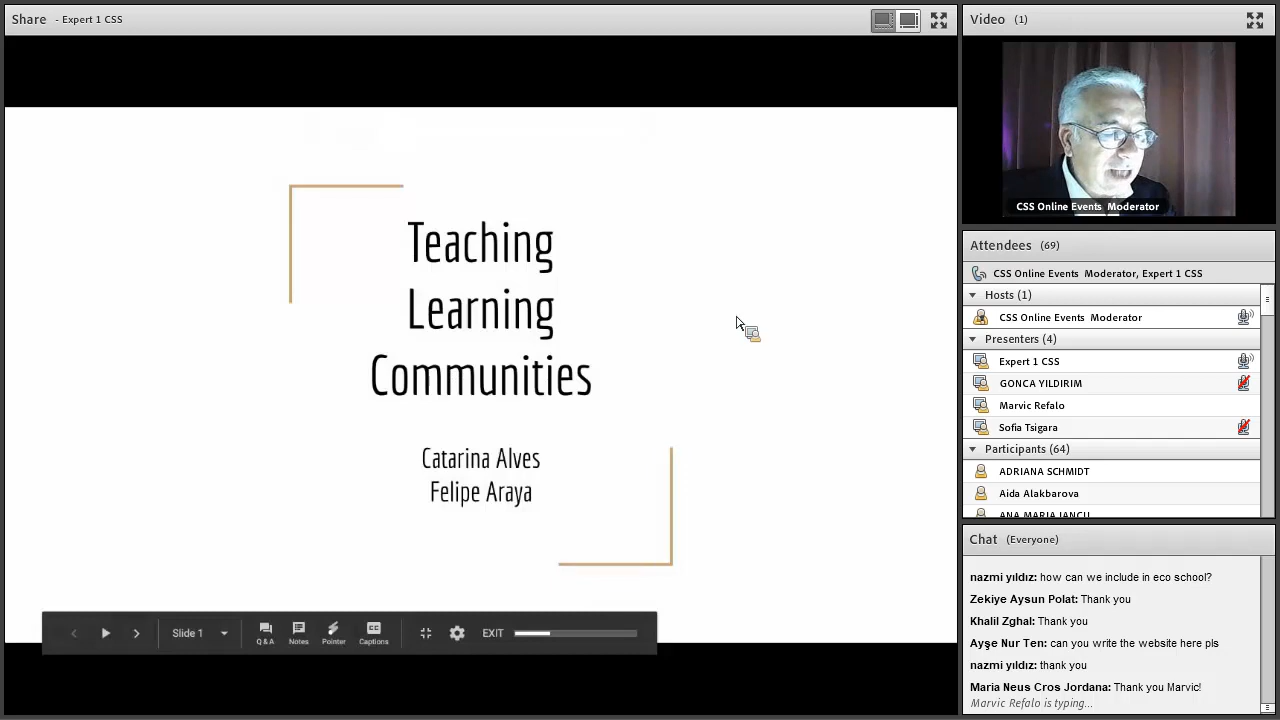 Share - Expert 1 CSS
Teaching
Learning
Communities
Catarina Alves
Felipe Araya
Slide 1
Q & A
Notes
Pointer
Captions
EXIT
Video (1)
CSS Online Events Moderator
Attendees (69)
CSS Online Events Moderator, Expert 1 CSS
Hosts (1)
CSS Online Events Moderator
Presenters (4)
Expert 1 CSS
GONCA YILDIRIM
Marvic Refalo
Sofia Tsigara
Participants (64)
ADRIANA SCHMIDT
Aida Alakbarova
ANA MARIA IANCU
Chat (Everyone)
nazmi yıldız: how can we include in eco school?
Zekiye Aysun Polat: Thank you
Khalil Zghal: Thank you
Ayşe Nur Ten: can you write the website here pls
nazmi yıldız: thank you
Maria Neus Cros Jordana: Thank you Marvic!
Marvic Refalo is typing...